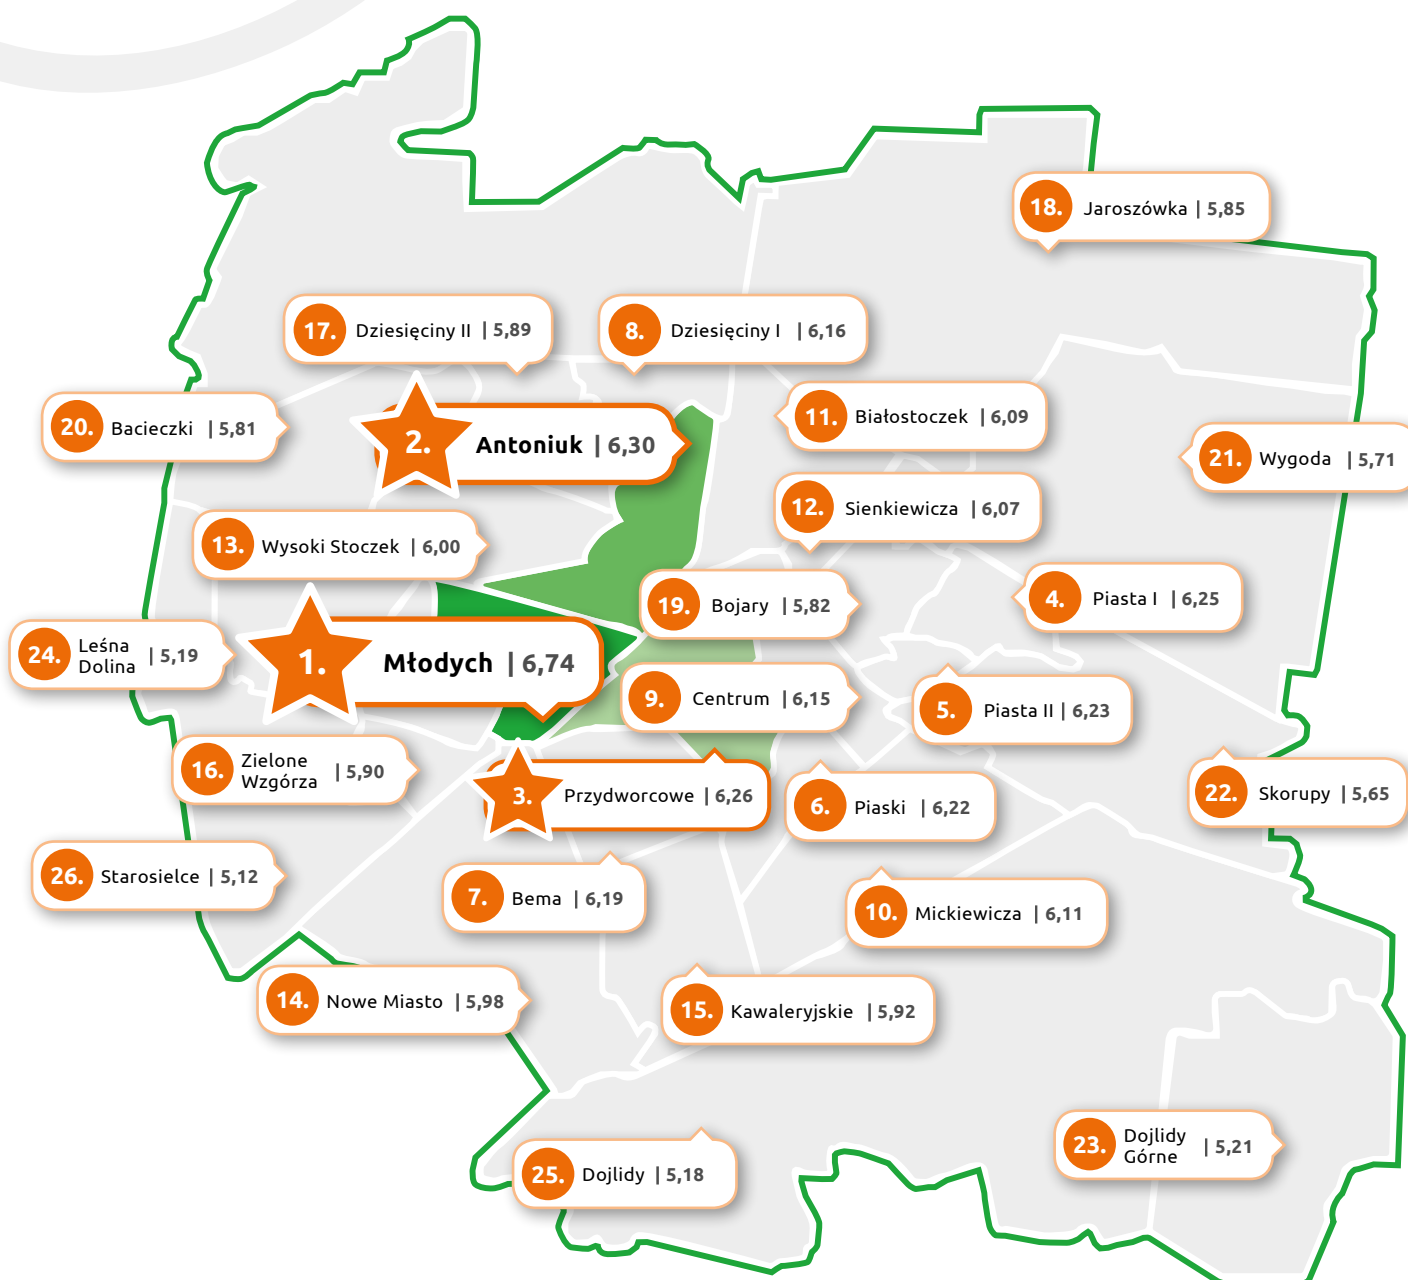 18. Jaroszówka | 5,85
17. Dziesięciny II | 5,89
8. Dziesięciny I | 6,16
20. Bacieczki | 5,81
2. Antoniuk | 6,30
11. Białostoczek | 6,09
21. Wygoda | 5,71
12. Sienkiewicza | 6,07
13. Wysoki Stoczek | 6,00
19. Bojary | 5,82
4. Piasta I | 6,25
24. Leśna
Dolina | 5,19
1. Młodych | 6,74
9. Centrum | 6,15
5. Piasta II | 6,23
16. Zielone
Wzgórza | 5,90
3. Przydworcowe | 6,26
6. Piaski | 6,22
22. Skorupy | 5,65
26. Starosielce | 5,12
7. Bema | 6,19
10. Mickiewicza | 6,11
14. Nowe Miasto | 5,98
15. Kawaleryjskie | 5,92
25. Dojlidy | 5,18
23. Dojlidy
Górne | 5,21